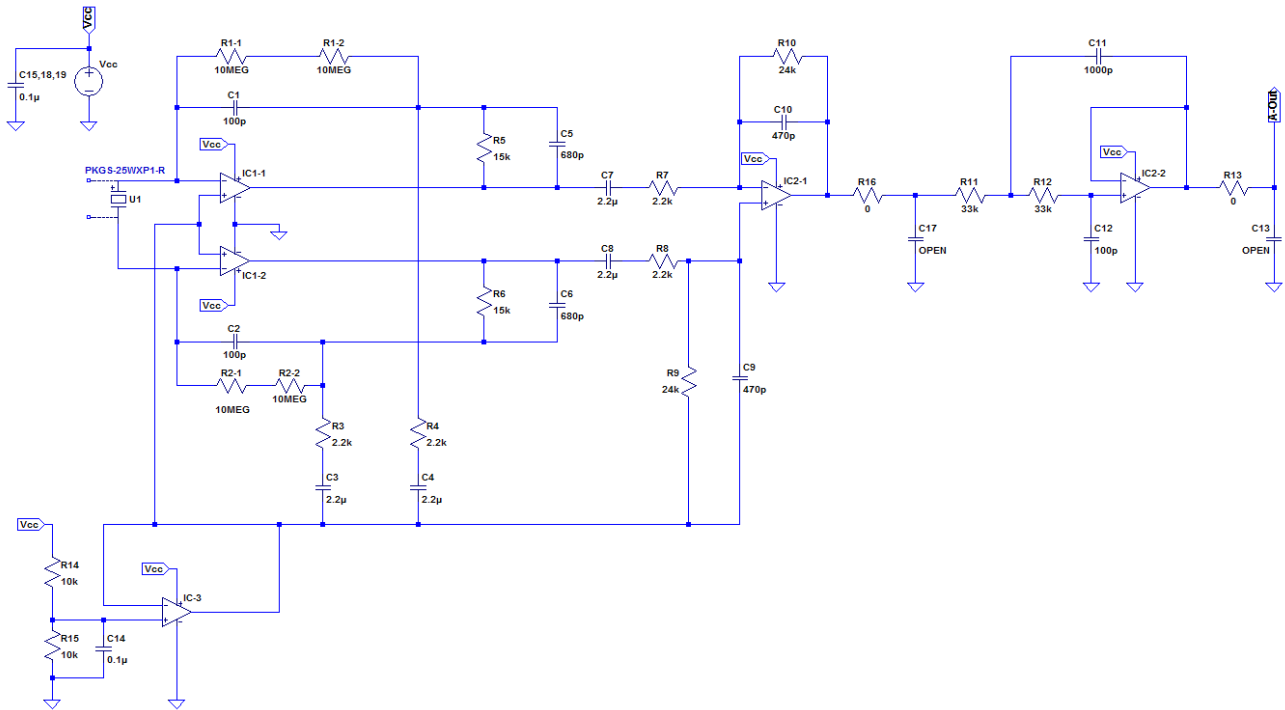 Vcc
Vcc
C15,18,19
0.1µ
R1-1
10MEG
R1-2
10MEG
C1
100p
Vcc
PKGS-25WXP1-R
U1
IC1-1
IC1-2
Vcc
R5
15k
C5
680p
R6
15k
C6
680p
C2
100p
R2-1
10MEG
R2-2
10MEG
R3
2.2k
R4
2.2k
C3
2.2µ
C4
2.2µ
C7
2.2µ
R7
2.2k
C8
2.2µ
R8
2.2k
R9
24k
C9
470p
R10
24k
C10
470p
Vcc
IC2-1
R16
0
C17
OPEN
R11
33k
R12
33k
C11
1000p
C12
100p
Vcc
IC2-2
R13
0
A-Out
C13
OPEN
Vcc
R14
10k
R15
10k
C14
0.1µ
Vcc
IC-3